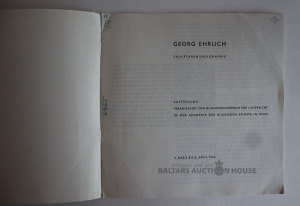 GEORG EHRLICH
SKULPTUREN UND GRAPHIK
AUSSTELLUNG
VERANSTALTET VOM BUNDESMINISTERIUM FÜR UNTERRICHT
IN DER AKADEMIE DER BILDENDEN KÜNSTE IN WIEN
BALTARS AUCTION HOUSE